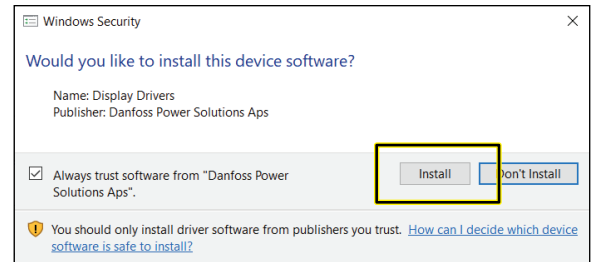 Windows Security
Would you like to install this device software?
Name: Display Drivers
Publisher: Danfoss Power Solutions Aps
Always trust software from "Danfoss Power
Solutions Aps".
Install
Don't Install
You should only install driver software from publishers you trust. How can I decide which device
software is safe to install?